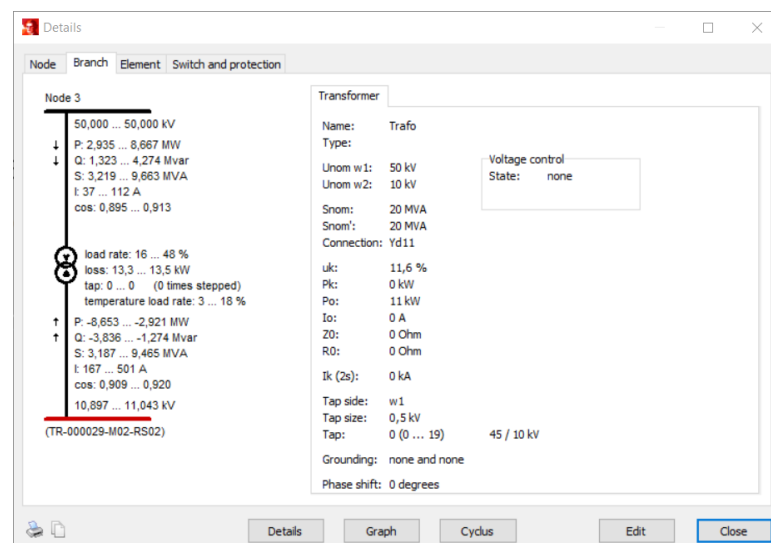 Details
Node Branch Element Switch and protection
Node 3
50,000 ... 50,000 kV
↓ P: 2,935 ... 8,667 MW
↓ Q: 1,323 ... 4,274 Mvar
S: 3,219 ... 9,663 MVA
I: 37 ... 112 A
cos: 0,895 ... 0,913
load rate: 16 ... 48 %
loss: 13,3 ... 13,5 kW
tap: 0 ... 0 (0 times stepped)
temperature load rate: 3 ... 18 %
↑ P: -8,653 ... -2,921 MW
↑ Q: -3,836 ... -1,274 Mvar
S: 3,187 ... 9,465 MVA
I: 167 ... 501 A
cos: 0,909 ... 0,920
10,897 ... 11,043 kV
(TR-000029-M02-RS02)
Transformer
Name: Trafo
Type:
Unom w1: 50 kV
Unom w2: 10 kV
Snom: 20 MVA
Snom': 20 MVA
Connection: Yd11
uk: 11,6 %
Pk: 0 kW
Po: 11 kW
Io: 0 A
Z0: 0 Ohm
R0: 0 Ohm
Ik (2s): 0 kA
Tap side: w1
Tap size: 0,5 kV
Tap: 0 (0 ... 19) 45 / 10 kV
Grounding: none and none
Phase shift: 0 degrees
Voltage control
State: none
Details Graph Cyclus Edit Close